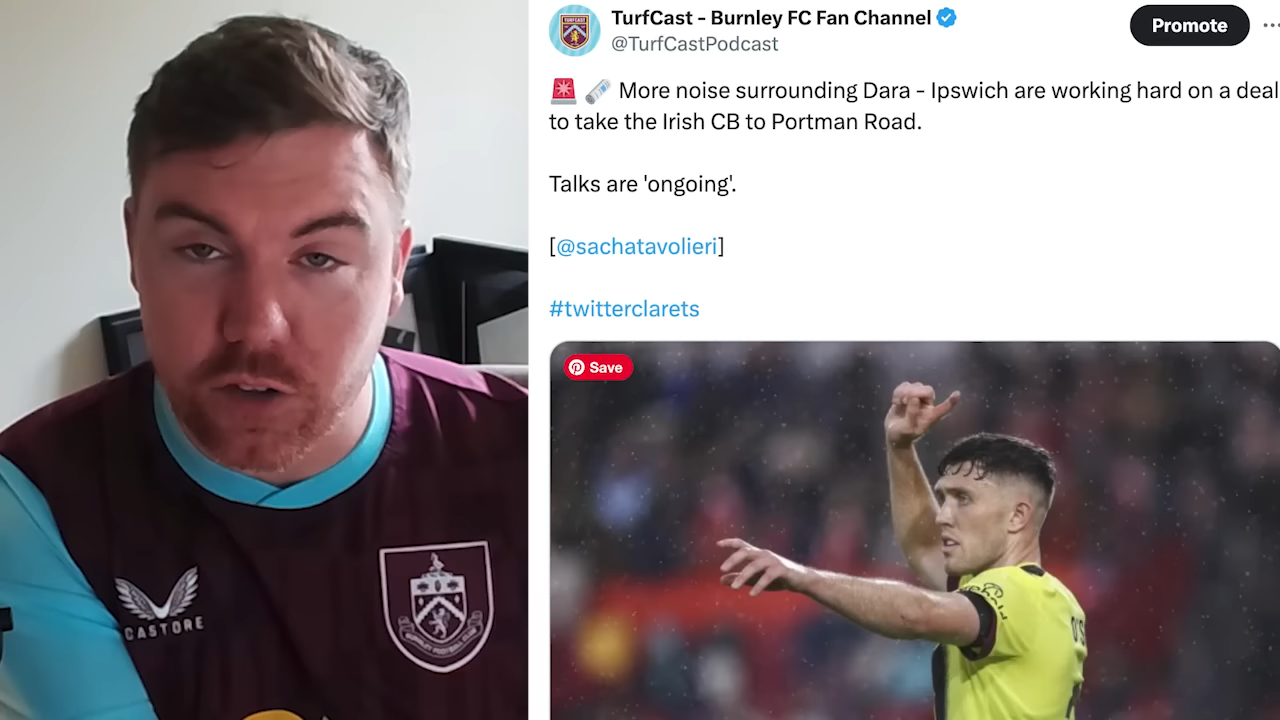 TurfCast - Burnley FC Fan Channel
@TurfCastPodcast
Promote
More noise surrounding Dara - Ipswich are working hard on a deal
to take the Irish CB to Portman Road.
Talks are 'ongoing'.
[@sachatavolieri]
#twitterclarets
Save
CASTORE